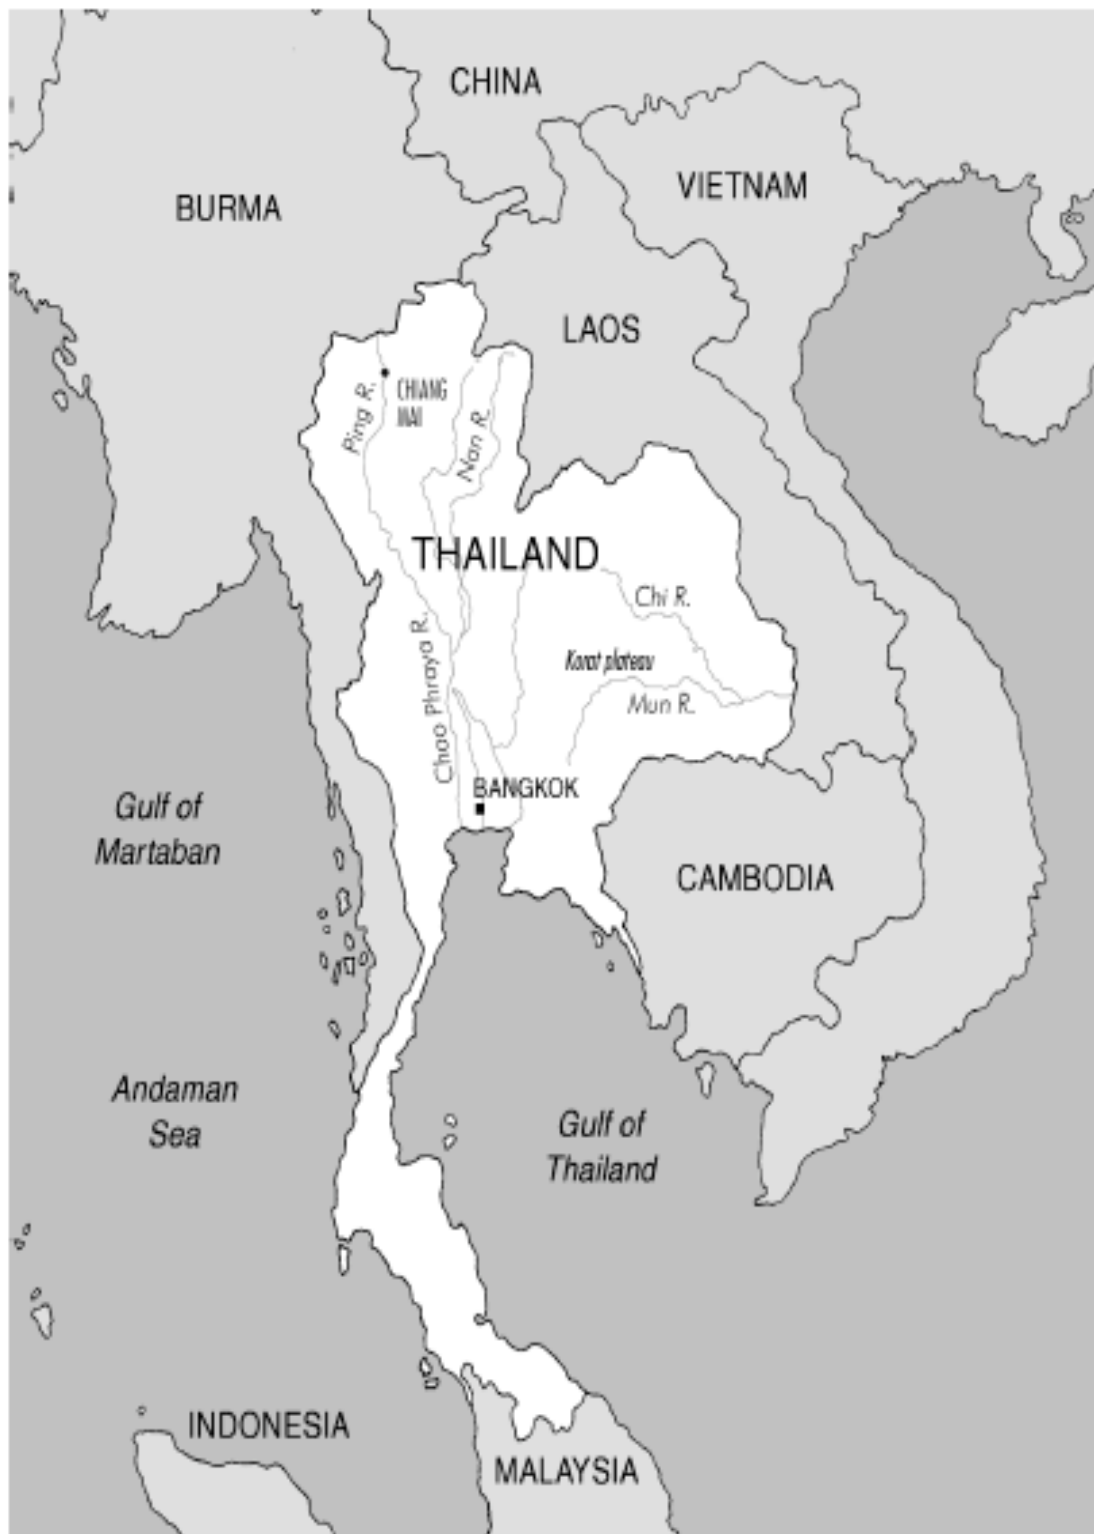 CHINA
VIETNAM
BURMA
LAOS
Ping R.
CHIANG
MAI
Nan R.
THAILAND
Chi R.
Chao Phraya R.
Korat plateau
Mun R.
BANGKOK
Gulf of
Martaban
CAMBODIA
Andaman
Sea
Gulf of
Thailand
INDONESIA
MALAYSIA